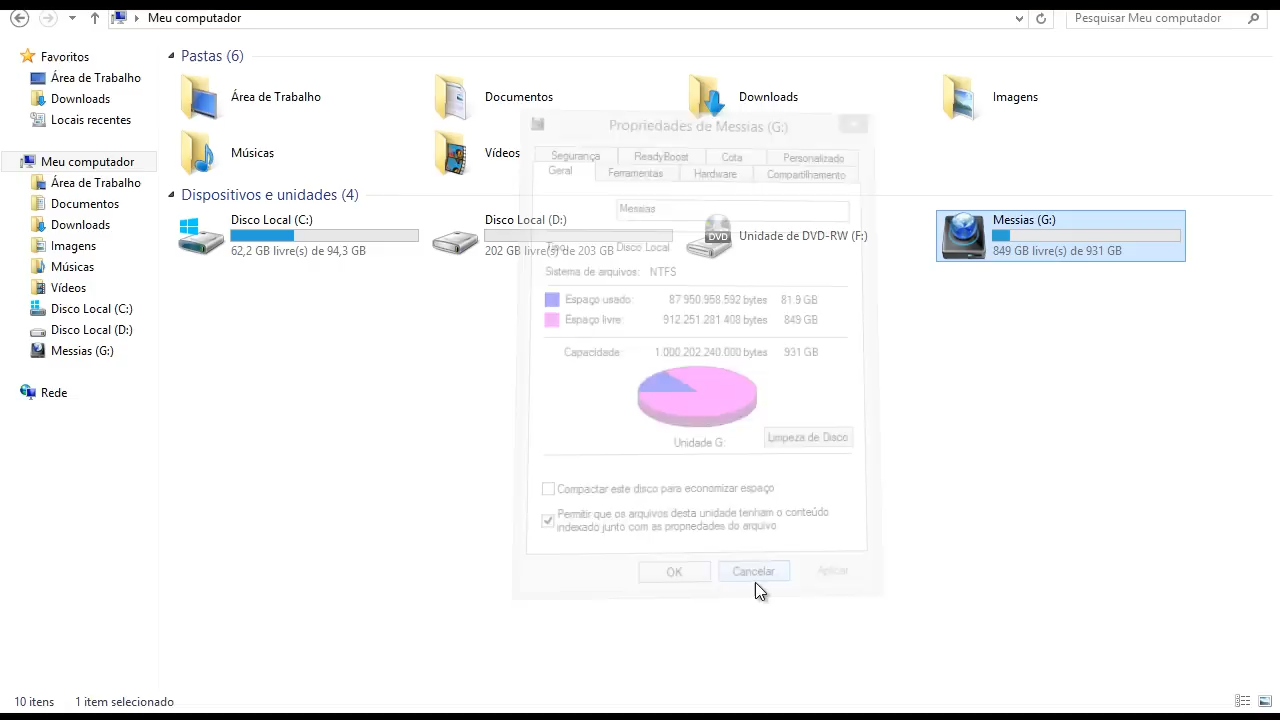 Meu computador
Pesquisar Meu computador
Favoritos
Área de Trabalho
Downloads
Locais recentes
Meu computador
Área de Trabalho
Documentos
Downloads
Imagens
Músicas
Vídeos
Disco Local (C:)
Disco Local (D:)
Messias (G:)
Rede
Pastas (6)
Área de Trabalho
Documentos
Downloads
Imagens
Músicas
Vídeos
Dispositivos e unidades (4)
Disco Local (C:)
62,2 GB livre(s) de 94,3 GB
Disco Local (D:)
202 GB livre(s) de 203 GB
DVD
Unidade de DVD-RW (F:)
Messias (G:)
849 GB livre(s) de 931 GB
Propriedades de Messias (G:)
Segurança ReadyBoost Cota Personalizado
Geral Ferramentas Hardware Compartilhamento
Messias
Tipo: Disco Local
Sistema de arquivos: NTFS
Espaço usado: 87.950.958.592 bytes 81,9 GB
Espaço livre: 912.251.281.408 bytes 849 GB
Capacidade: 1.000.202.240.000 bytes 931 GB
Unidade G:
Limpeza de Disco
Compactar este disco para economizar espaço
Permitir que os arquivos desta unidade tenham o conteúdo
indexado junto com as propriedades do arquivo
OK Cancelar Aplicar
10 itens 1 item selecionado